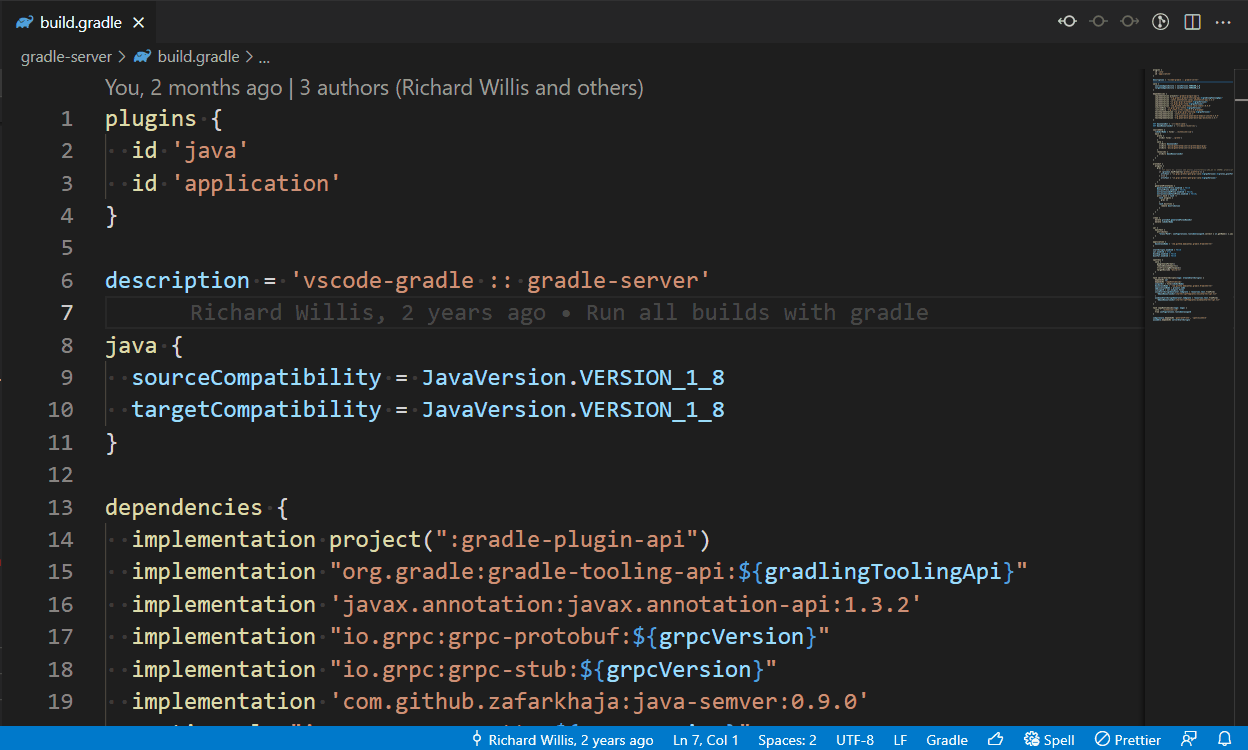 build.gradle
gradle-server > build.gradle > ...
You, 2 months ago | 3 authors (Richard Willis and others)
1 plugins {
2 id 'java'
3 id 'application'
4 }
5
6 description = 'vscode-gradle :: gradle-server'
7 Richard Willis, 2 years ago • Run all builds with gradle
8 java {
9 sourceCompatibility = JavaVersion.VERSION_1_8
10 targetCompatibility = JavaVersion.VERSION_1_8
11 }
12
13 dependencies {
14 implementation project(":gradle-plugin-api")
15 implementation "org.gradle:gradle-tooling-api:${gradlingToolingApi}"
16 implementation 'javax.annotation:javax.annotation-api:1.3.2'
17 implementation "io.grpc:grpc-protobuf:${grpcVersion}"
18 implementation "io.grpc:grpc-stub:${grpcVersion}"
19 implementation 'com.github.zafarkhaja:java-semver:0.9.0'
Richard Willis, 2 years ago Ln 7, Col 1 Spaces: 2 UTF-8 LF Gradle Spell Prettier